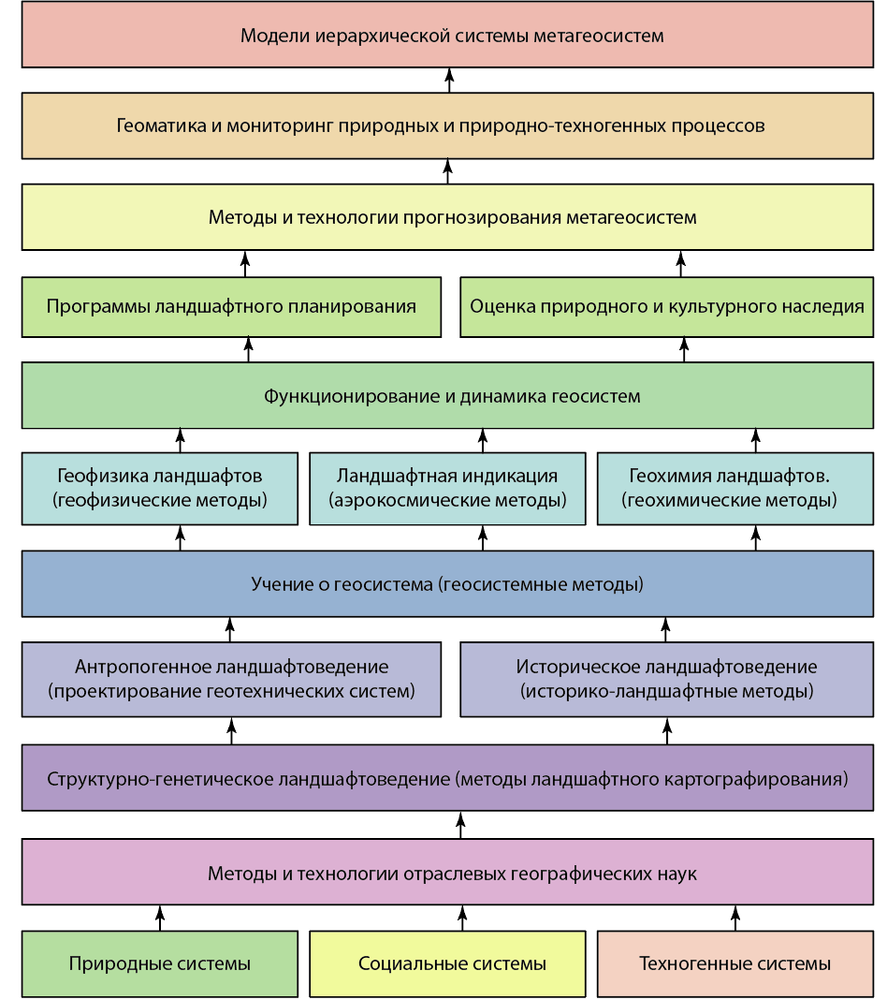 Модели иерархической системы метагеосистем
Геоматика и мониторинг природных и природно-техногенных процессов
Методы и технологии прогнозирования метагеосистем
Программы ландшафтного планирования
Оценка природного и культурного наследия
Функционирование и динамика геосистем
Геофизика ландшафтов
(геофизические методы)
Ландшафтная индикация
(аэрокосмические методы)
Геохимия ландшафтов.
(геохимические методы)
Учение о геосистема (геосистемные методы)
Антропогенное ландшафтоведение
(проектирование геотехнических систем)
Историческое ландшафтоведение
(историко-ландшафтные методы)
Структурно-генетическое ландшафтоведение (методы ландшафтного картографирования)
Методы и технологии отраслевых географических наук
Природные системы
Социальные системы
Техногенные системы